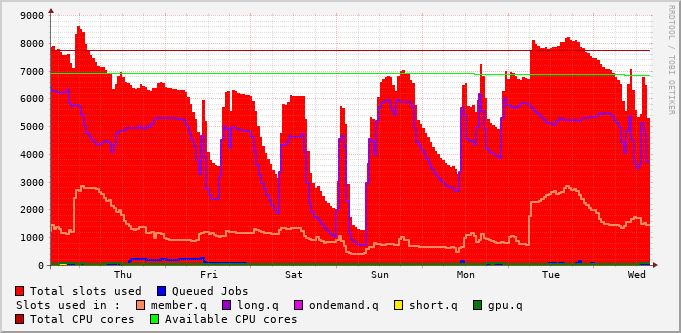 9000
8000
7000
6000
5000
4000
3000
2000
1000
0
Thu Fri Sat Sun Mon Tue Wed
RRDTOOL / TOBI OETIKER
Total slots used Queued Jobs
Slots used in : member.q long.q ondemand.q short.q gpu.q
Total CPU cores Available CPU cores